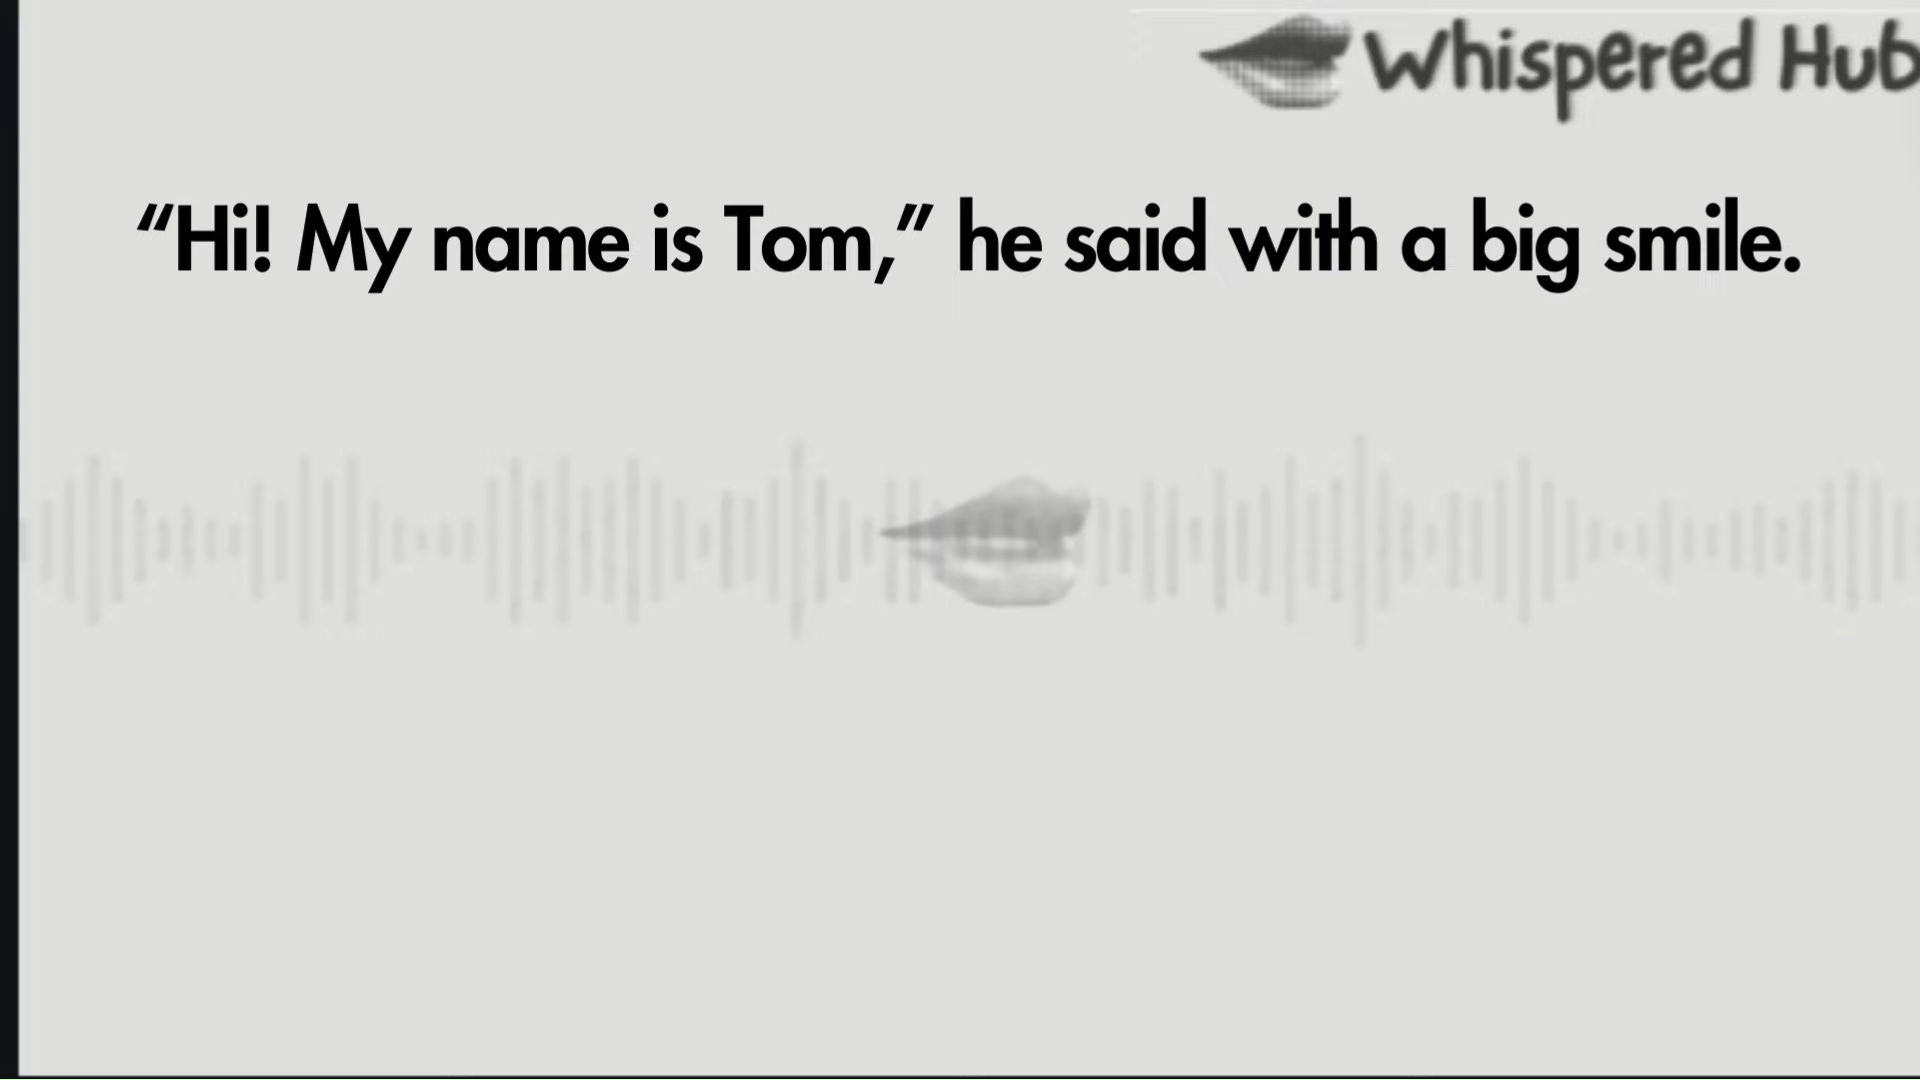 Whispered Hub
“Hi! My name is Tom,” he said with a big smile.